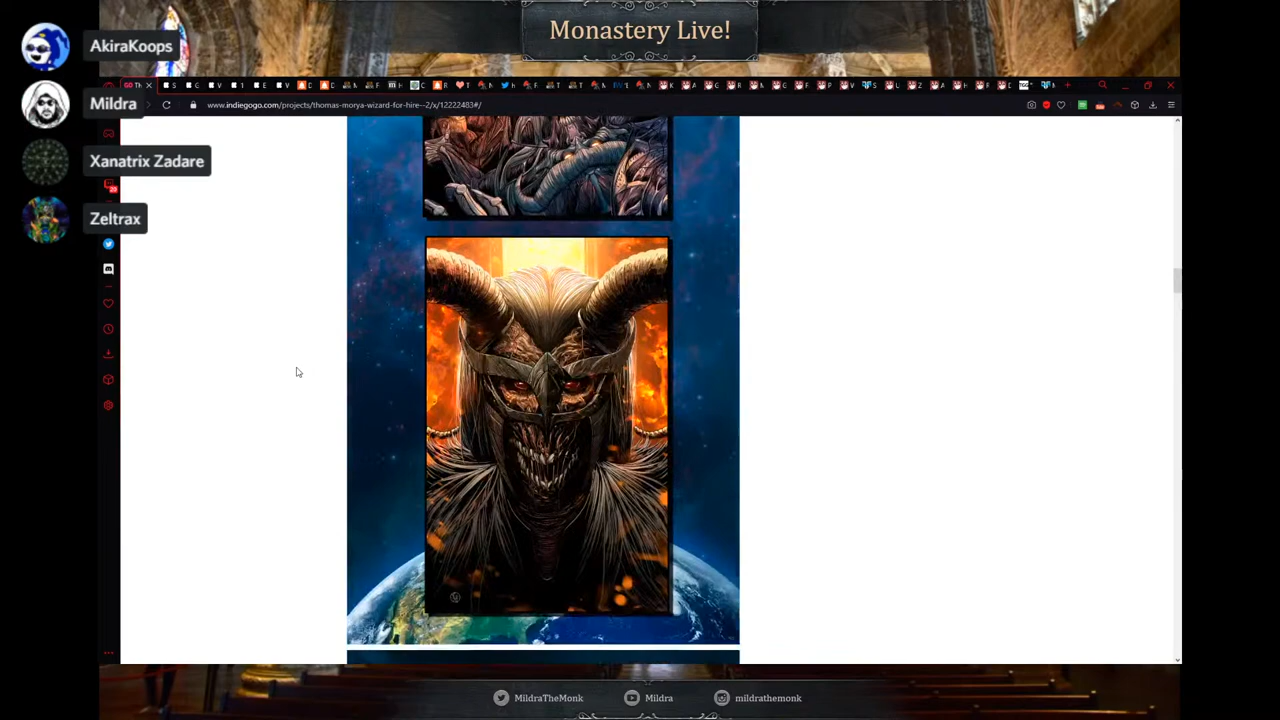 Monastery Live!
AkiraKoops
Mildra
Xanatrix Zadare
Zeltrax
www.indiegogo.com/projects/thomas-morya-wizard-for-hire--2/x/12222483#/
MildraTheMonk
Mildra
mildrathemonk